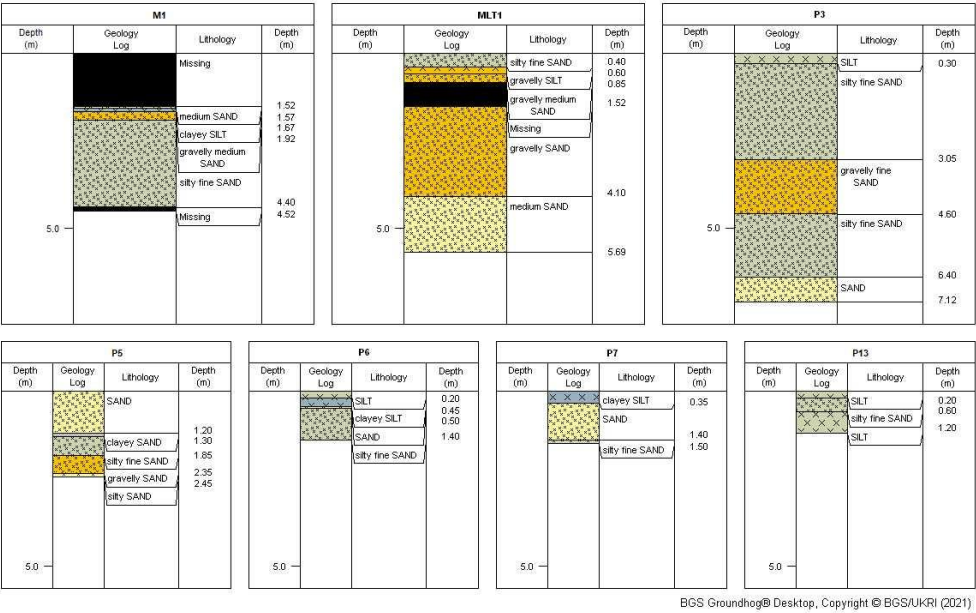 M1
Depth
(m)
Geology
Log
Lithology
Depth
(m)
Missing
1.52
medium SAND
1.57
clayey SILT
1.67
1.92
gravelly medium
SAND
silty fine SAND
4.40
Missing
4.52
5.0
MLT1
Depth
(m)
Geology
Log
Lithology
Depth
(m)
silty fine SAND
0.40
0.60
gravelly SILT
0.85
gravelly medium
SAND
1.52
Missing
gravelly SAND
4.10
medium SAND
5.0
5.69
P3
Depth
(m)
Geology
Log
Lithology
Depth
(m)
SILT
0.30
silty fine SAND
3.05
gravelly fine
SAND
4.60
silty fine SAND
5.0
6.40
SAND
7.12
P5
Depth
(m)
Geology
Log
Lithology
Depth
(m)
SAND
1.20
clayey SAND
1.30
silty fine SAND
1.85
gravelly SAND
2.35
2.45
silty SAND
5.0
P6
Depth
(m)
Geology
Log
Lithology
Depth
(m)
SILT
0.20
0.45
clayey SILT
0.50
SAND
1.40
silty fine SAND
5.0
P7
Depth
(m)
Geology
Log
Lithology
Depth
(m)
clayey SILT
0.35
SAND
1.40
silty fine SAND
1.50
5.0
P13
Depth
(m)
Geology
Log
Lithology
Depth
(m)
SILT
0.20
0.60
silty fine SAND
1.20
SILT
5.0
BGS Groundhog® Desktop, Copyright © BGS/UKRI (2021)